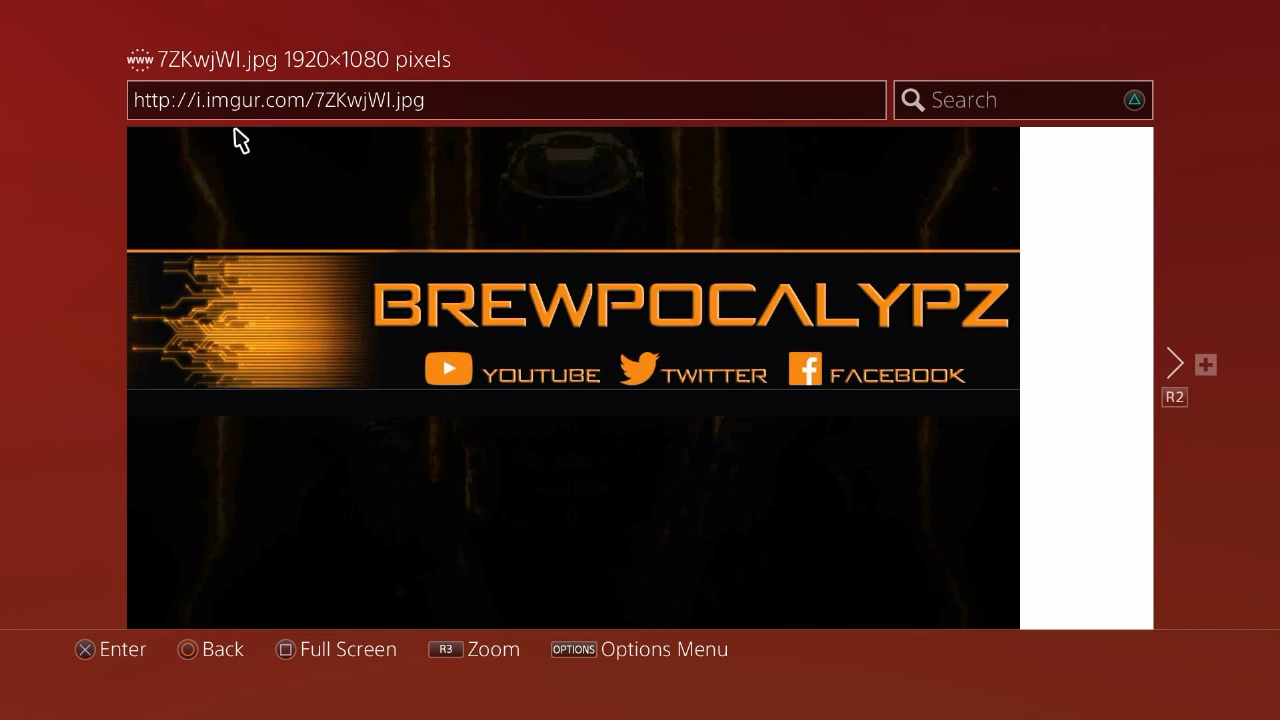 www 7ZKwjWI.jpg 1920×1080 pixels
http://i.imgur.com/7ZKwjWI.jpg
Search
BREWPOCALYPZ
YOUTUBE TWITTER FACEBOOK
R2
Enter Back Full Screen R3 Zoom OPTIONS Options Menu